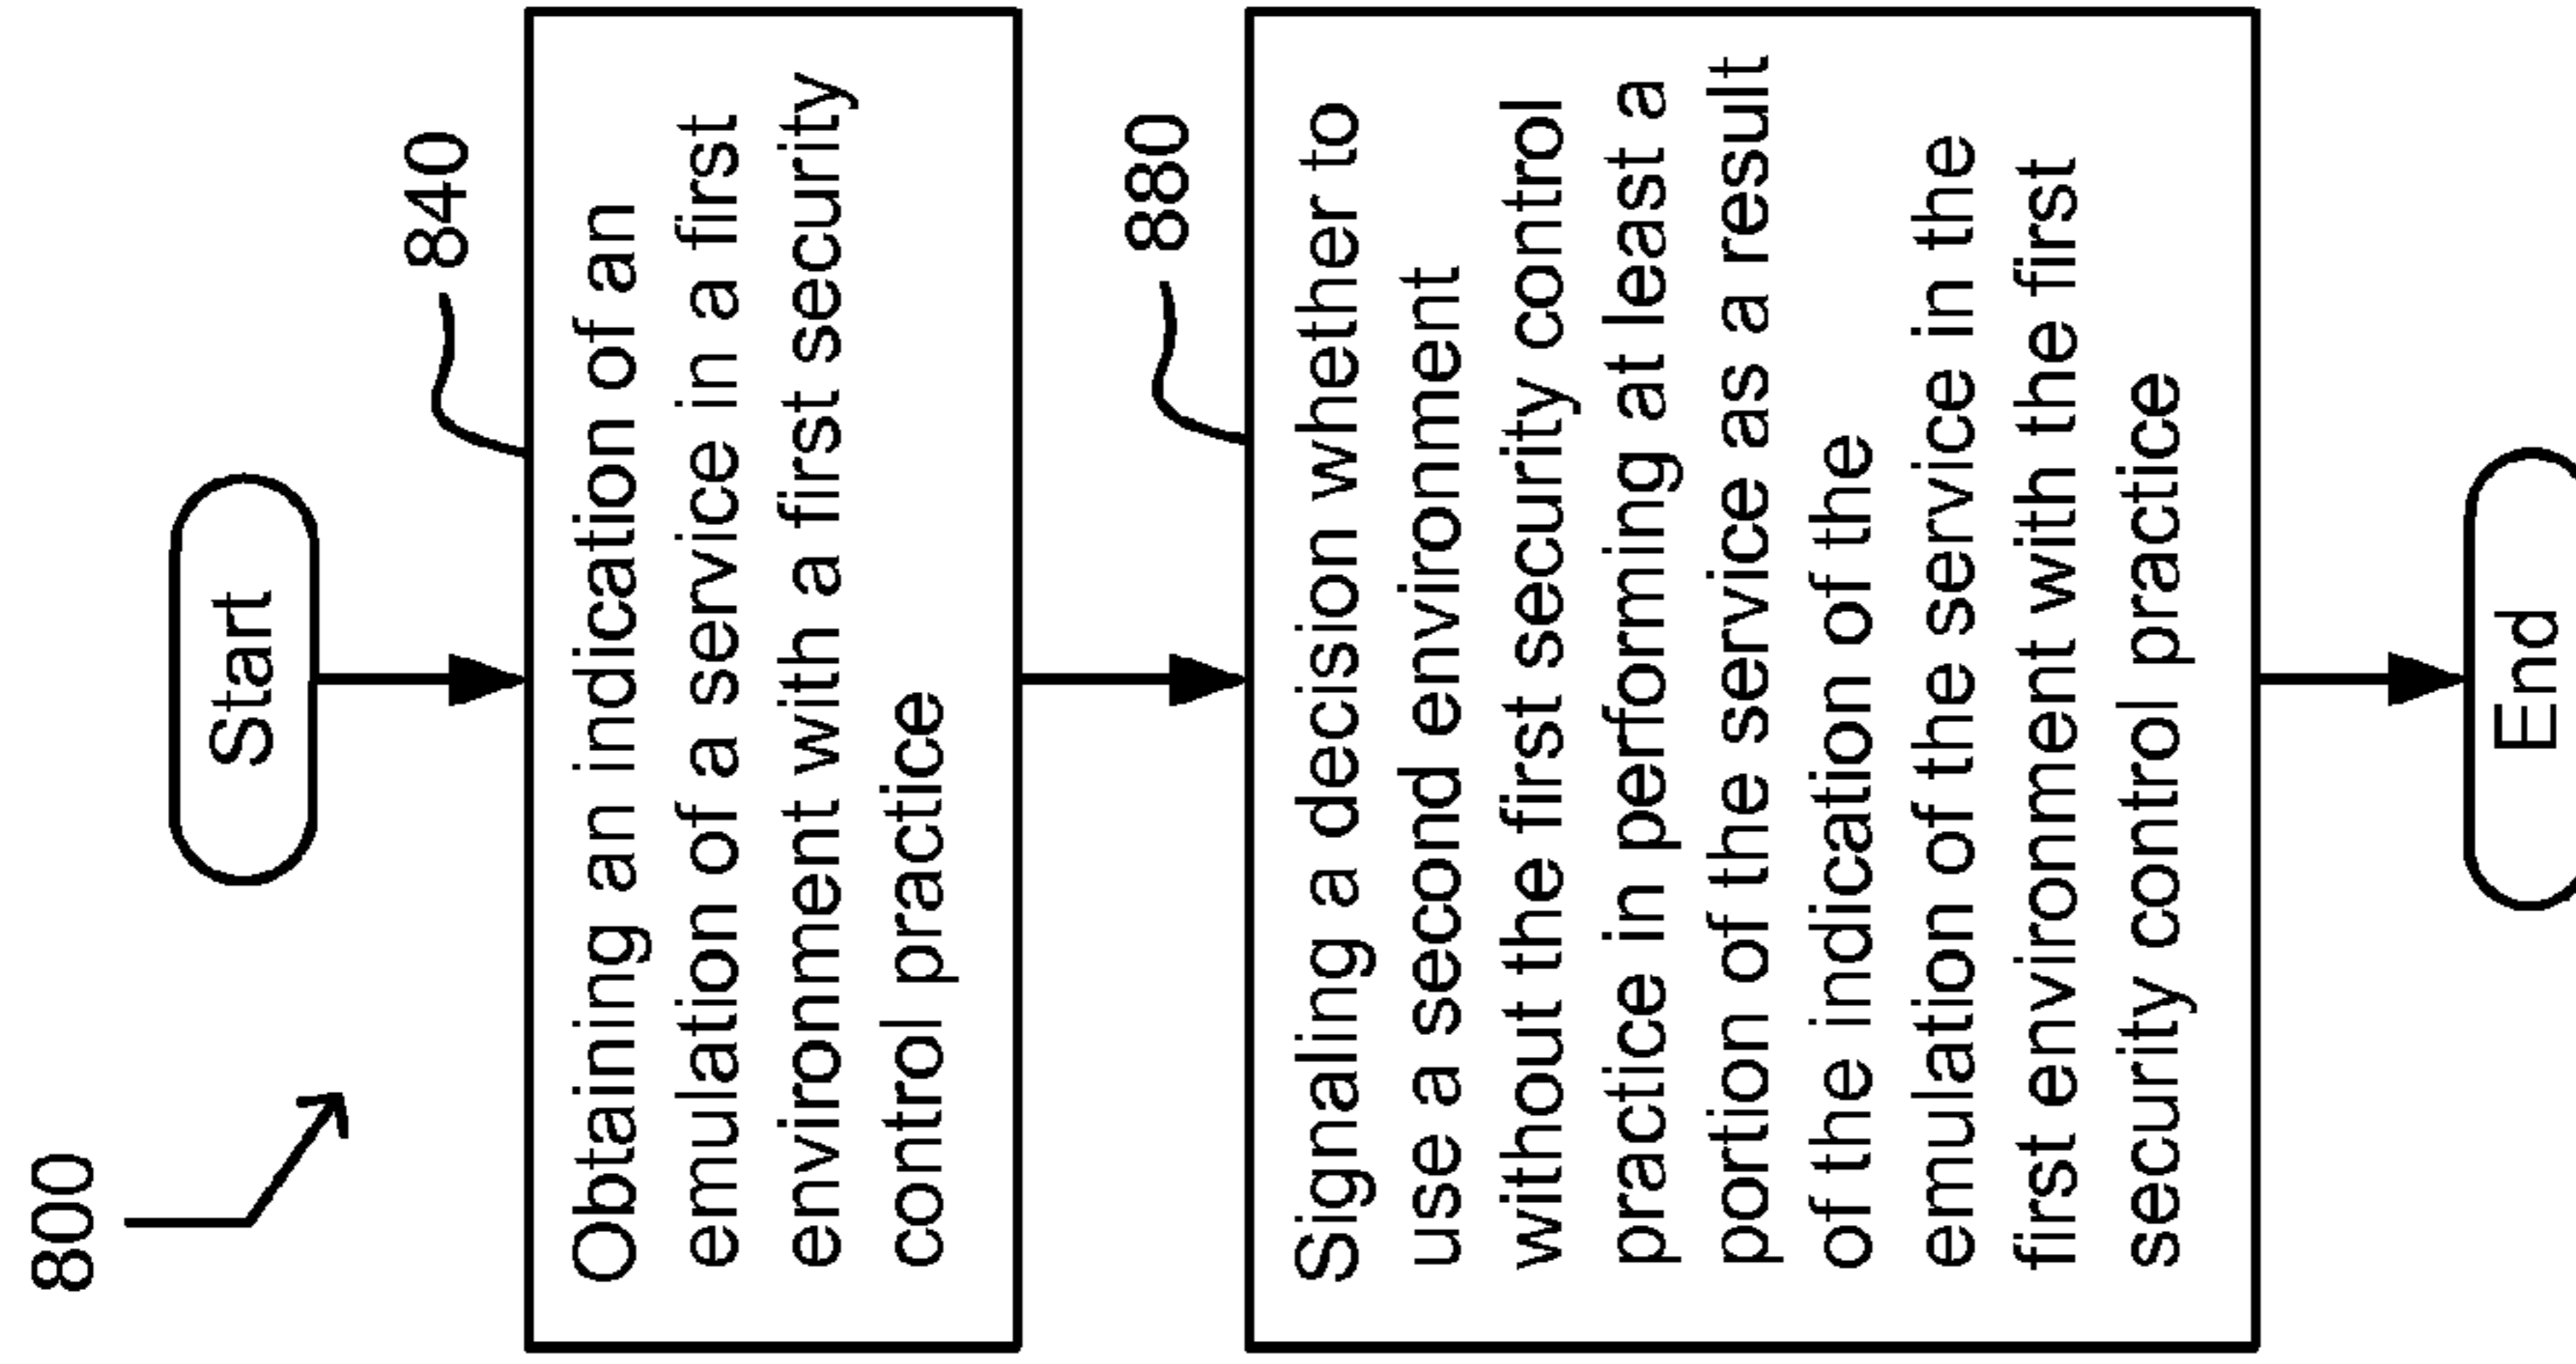 800
Start
840
Obtaining an indication of an
emulation of a service in a first
environment with a first security
control practice
880
Signaling a decision whether to
use a second environment
without the first security control
practice in performing at least a
portion of the service as a result
of the indication of the
emulation of the service in the
first environment with the first
security control practice
End